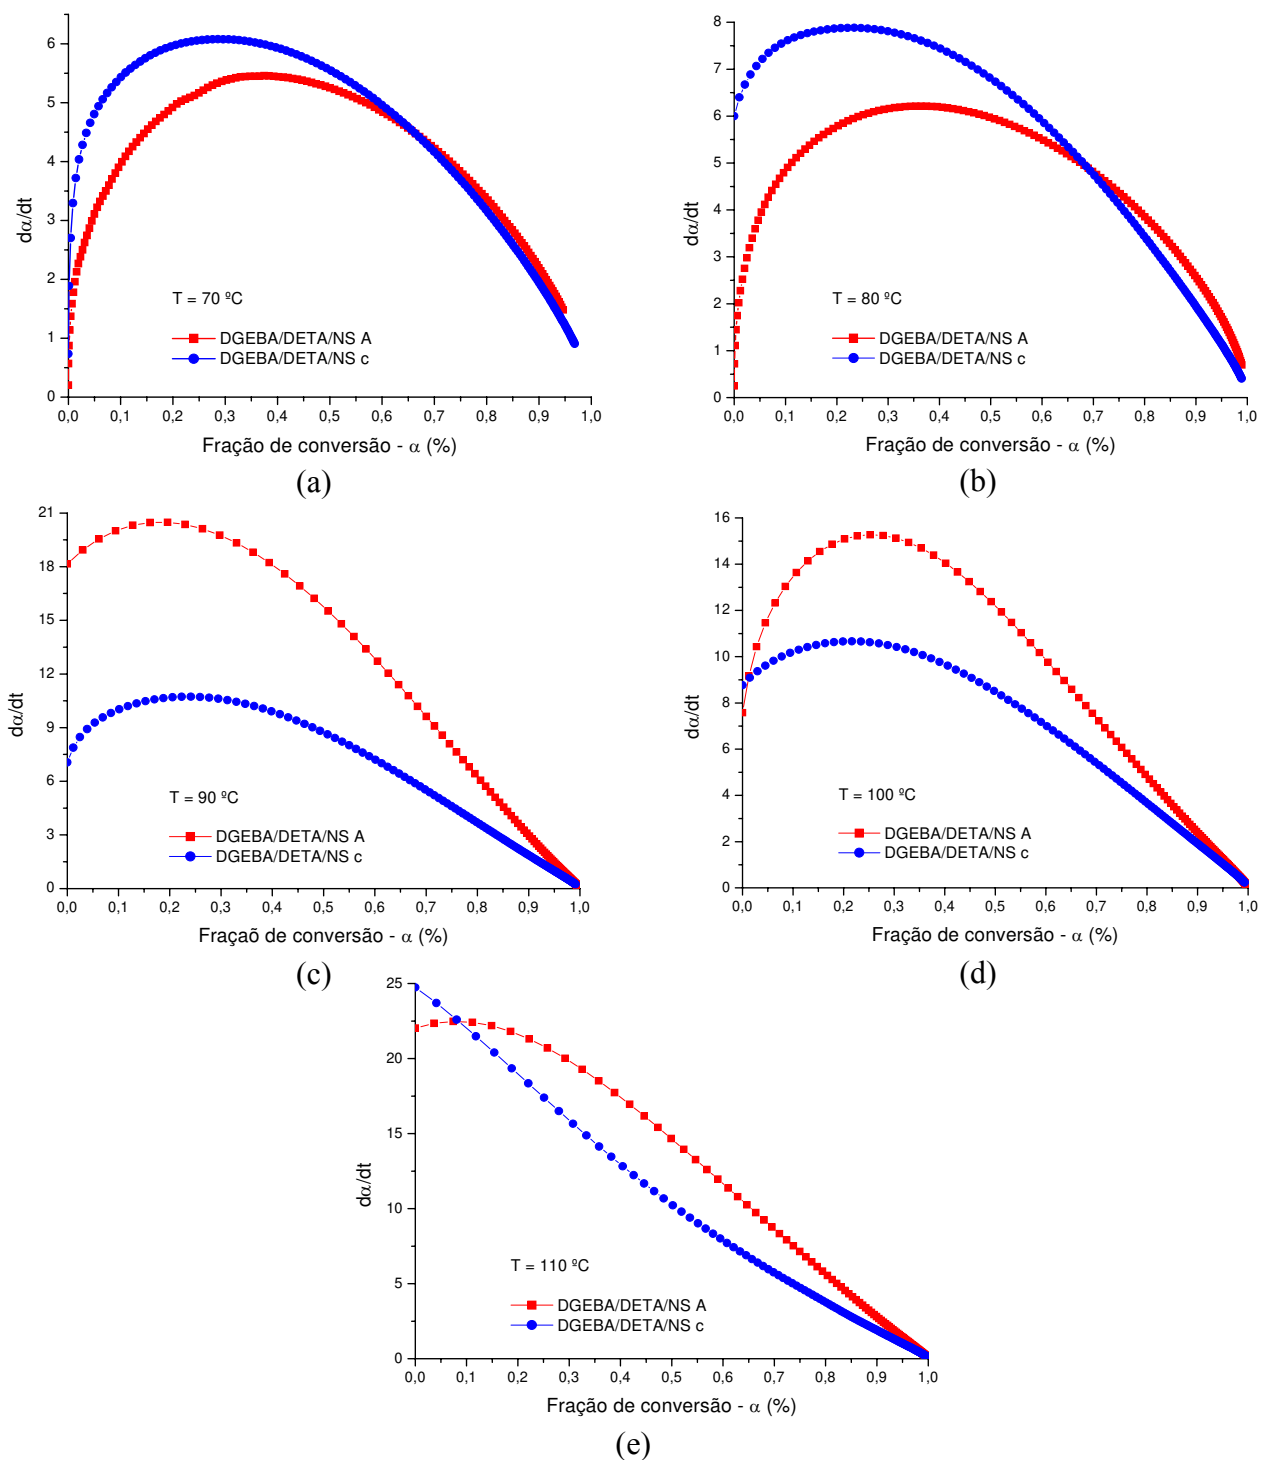 6
5
4
3
2
1
0
dα/dt
T = 70 ºC
DGEBA/DETA/NS A
DGEBA/DETA/NS c
0,0 0,1 0,2 0,3 0,4 0,5 0,6 0,7 0,8 0,9 1,0
Fração de conversão - α (%)
(a)
8
7
6
5
4
3
2
1
0
dα/dt
T = 80 ºC
DGEBA/DETA/NS A
DGEBA/DETA/NS c
0,0 0,1 0,2 0,3 0,4 0,5 0,6 0,7 0,8 0,9 1,0
Fração de conversão - α (%)
(b)
21
18
15
12
9
6
3
0
dα/dt
T = 90 ºC
DGEBA/DETA/NS A
DGEBA/DETA/NS c
0,0 0,1 0,2 0,3 0,4 0,5 0,6 0,7 0,8 0,9 1,0
Fraçaõ de conversão - α (%)
(c)
16
14
12
10
8
6
4
2
0
dα/dt
T = 100 ºC
DGEBA/DETA/NS A
DGEBA/DETA/NS c
0,0 0,1 0,2 0,3 0,4 0,5 0,6 0,7 0,8 0,9 1,0
Fração de conversão - α (%)
(d)
25
20
15
10
5
0
dα/dt
T = 110 ºC
DGEBA/DETA/NS A
DGEBA/DETA/NS c
0,0 0,1 0,2 0,3 0,4 0,5 0,6 0,7 0,8 0,9 1,0
Fração de conversão - α (%)
(e)